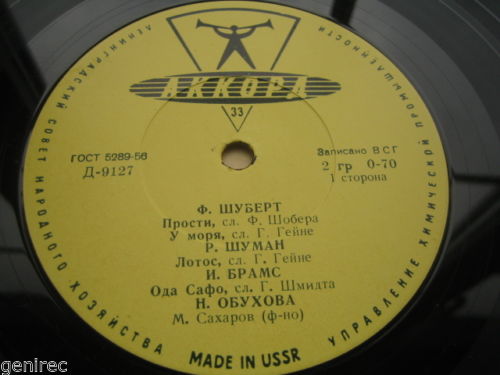 ЛЕНИНГРАДСКИЙ СОВЕТ НАРОДНОГО ХОЗЯЙСТВА
УПРАВЛЕНИЕ ХИМИЧЕСКОЙ ПРОМЫШЛЕННОСТИ
АККОРД
33
ГОСТ 5289-56
Д-9127
Записано ВСГ
2 гр 0-70
1 сторона
Ф. ШУБЕРТ
Прости, сл. Ф. Шобера
У моря, сл. Г. Гейне
Р. ШУМАН
Лотос, сл. Г. Гейне
И. БРАМС
Ода Сафо, сл. Г. Шмидта
Н. ОБУХОВА
М. Сахаров (ф-но)
MADE IN USSR
genirec
genirec